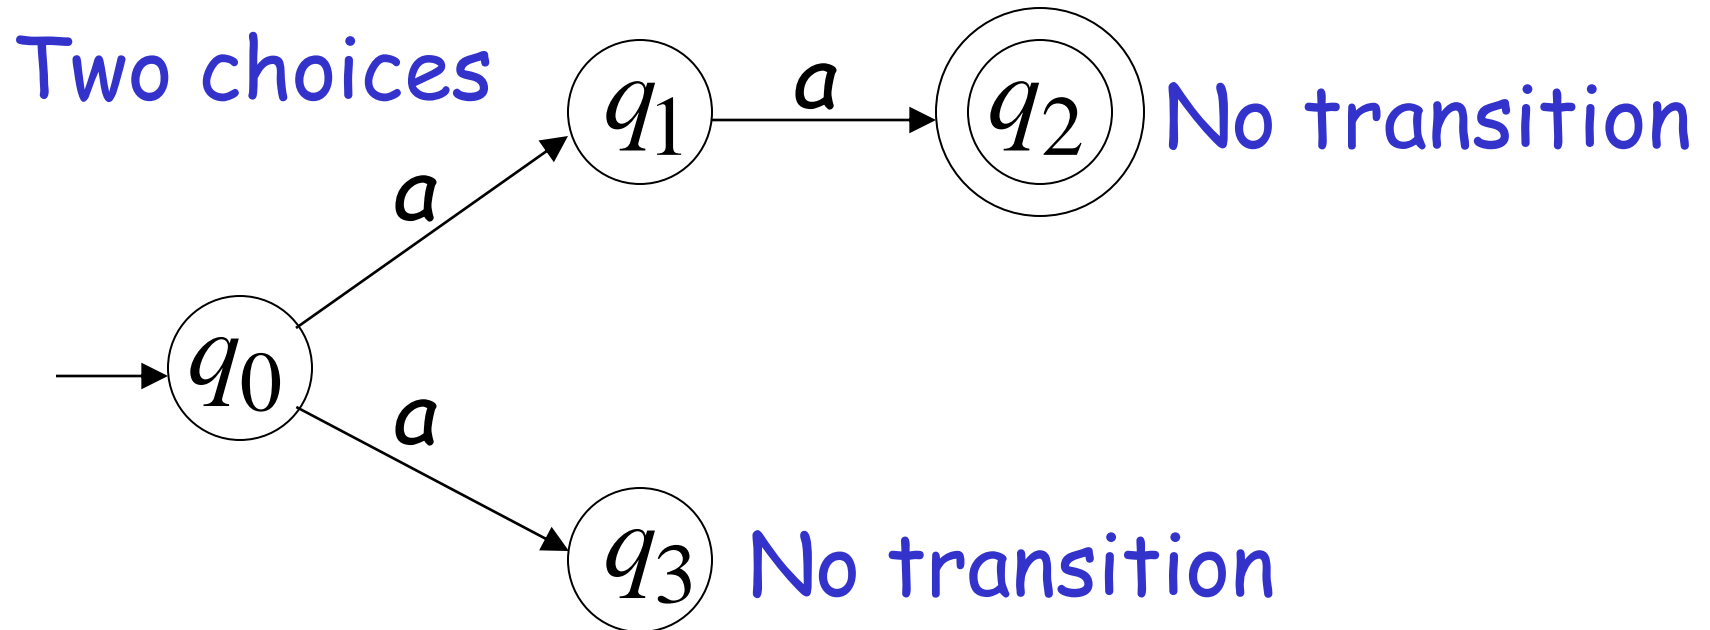 Two choices
q1
a
q2
No transition
a
q0
a
q3
No transition